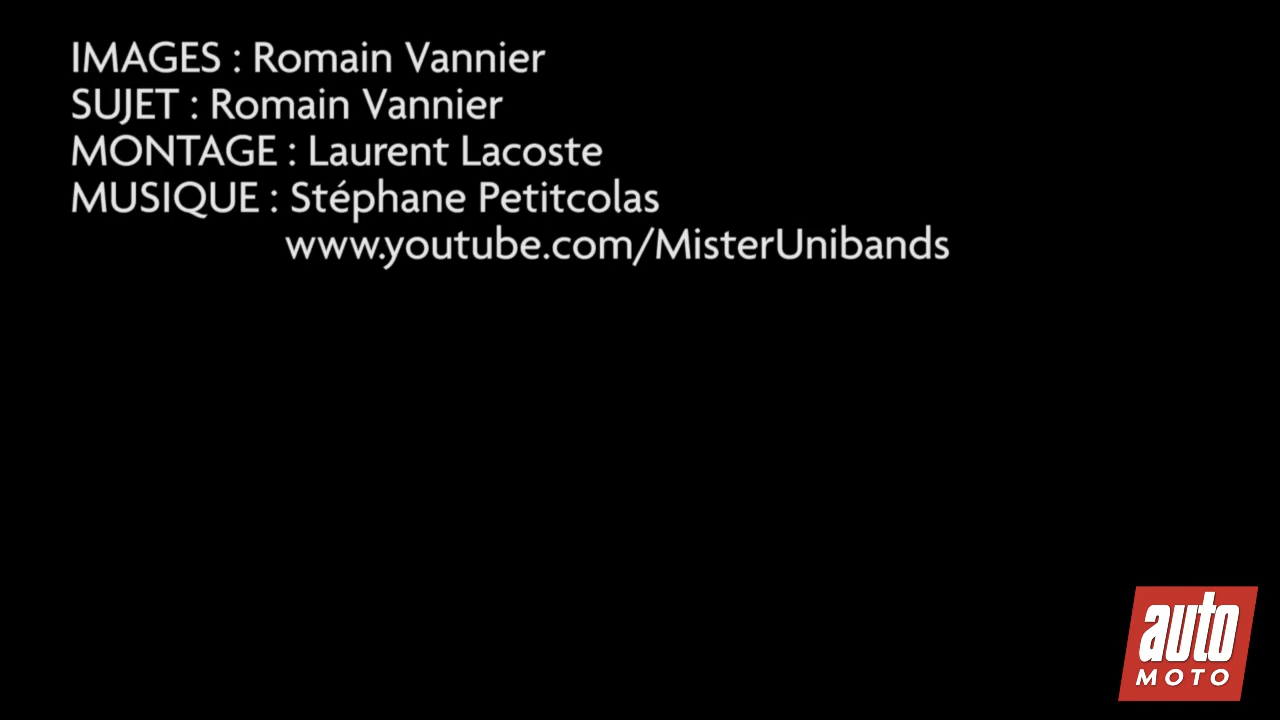 IMAGES : Romain Vannier
SUJET : Romain Vannier
MONTAGE : Laurent Lacoste
MUSIQUE : Stéphane Petitcolas
www.youtube.com/MisterUnibands
auto
MOTO